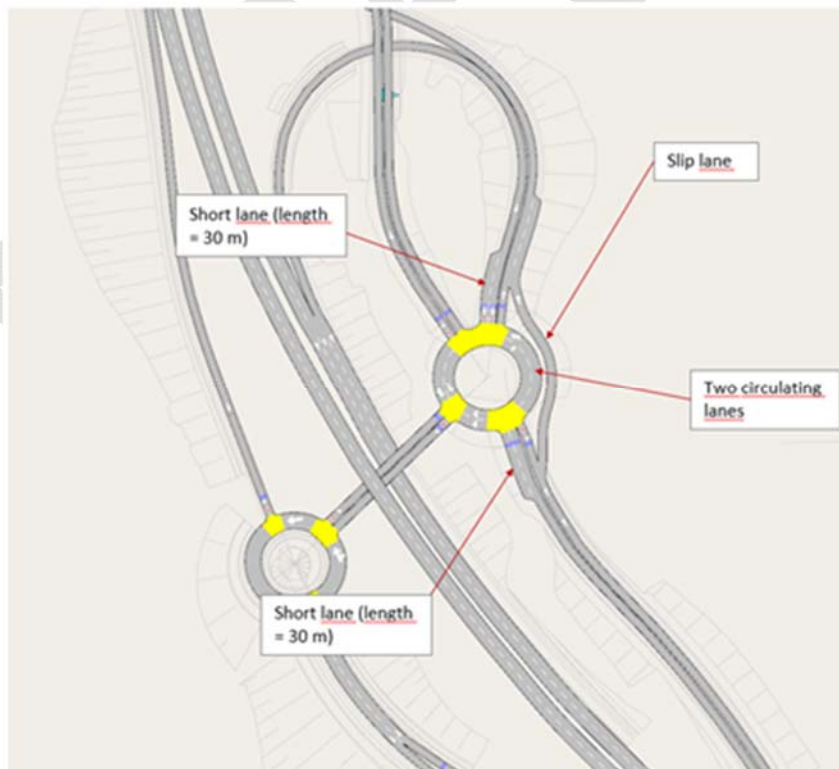 Slip lane
Short lane (length
= 30 m)
Two circulating
lanes
Short lane (length
= 30 m)